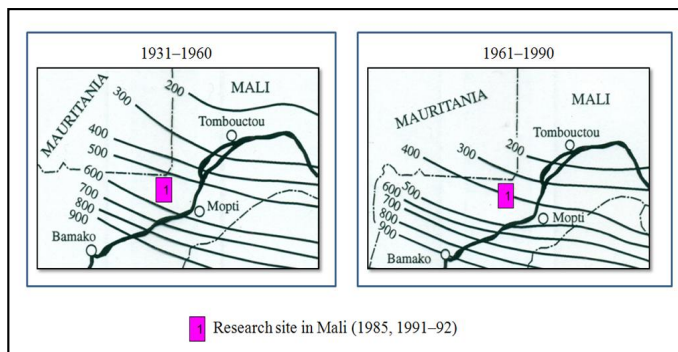 1931–1960
200
MALI
300
MAURITANIA
Tombouctou
400
500
600
1
700
800
Mopti
900
Bamako
1961–1990
MALI
MAURITANIA
Tombouctou
200
300
400
600
500
1
700
800
Mopti
900
Bamako
1 Research site in Mali (1985, 1991–92)